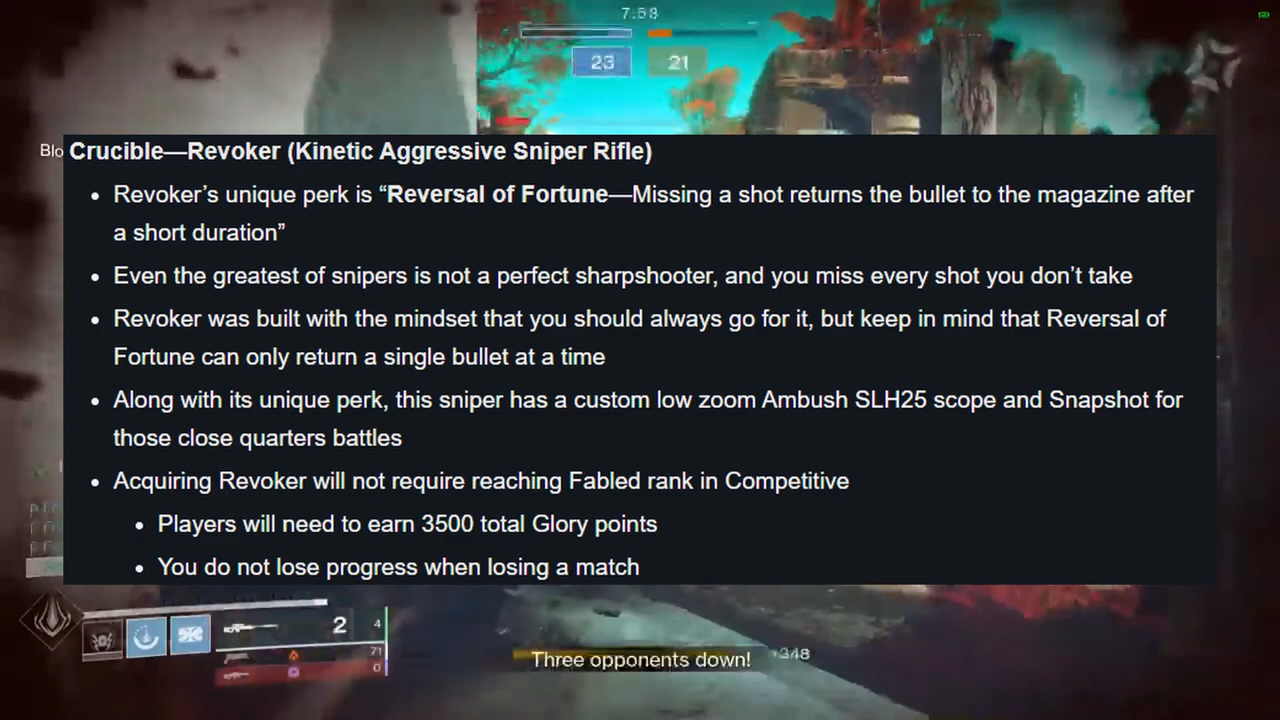 7:58
23 21
Blo
Crucible—Revoker (Kinetic Aggressive Sniper Rifle)
Revoker’s unique perk is “Reversal of Fortune—Missing a shot returns the bullet to the magazine after
a short duration”
Even the greatest of snipers is not a perfect sharpshooter, and you miss every shot you don’t take
Revoker was built with the mindset that you should always go for it, but keep in mind that Reversal of
Fortune can only return a single bullet at a time
Along with its unique perk, this sniper has a custom low zoom Ambush SLH25 scope and Snapshot for
those close quarters battles
Acquiring Revoker will not require reaching Fabled rank in Competitive
Players will need to earn 3500 total Glory points
You do not lose progress when losing a match
2 4
71
0
Three opponents down!
+348